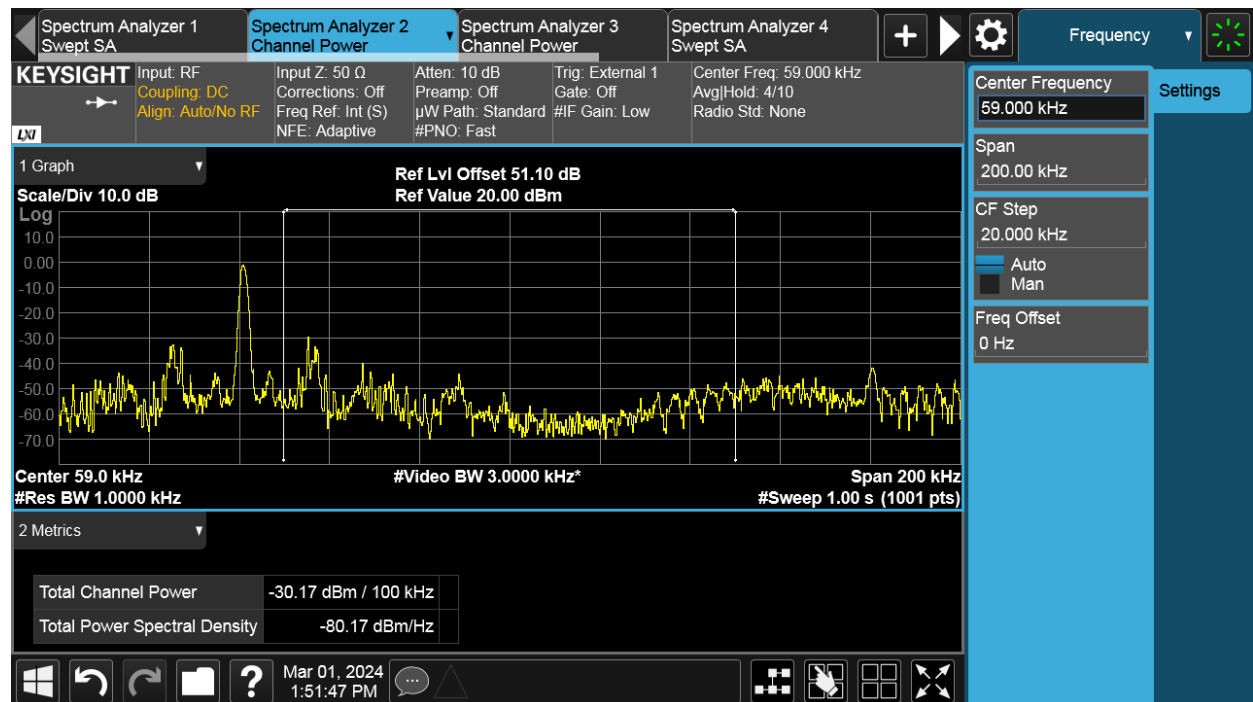 Spectrum Analyzer 1
Swept SA
Spectrum Analyzer 2
Channel Power
Spectrum Analyzer 3
Channel Power
Spectrum Analyzer 4
Swept SA
+
Frequency
KEYSIGHT
LXI
Input: RF
Coupling: DC
Align: Auto/No RF
Input Z: 50 Ω
Corrections: Off
Freq Ref: Int (S)
NFE: Adaptive
Atten: 10 dB
Preamp: Off
µW Path: Standard
#PNO: Fast
Trig: External 1
Gate: Off
#IF Gain: Low
Center Freq: 59.000 kHz
Avg|Hold: 4/10
Radio Std: None
Center Frequency
59.000 kHz
Settings
Span
200.00 kHz
CF Step
20.000 kHz
Auto
Man
Freq Offset
0 Hz
1 Graph
Scale/Div 10.0 dB
Ref Lvl Offset 51.10 dB
Ref Value 20.00 dBm
Log
10.0
0.00
-10.0
-20.0
-30.0
-40.0
-50.0
-60.0
-70.0
Center 59.0 kHz
#Video BW 3.0000 kHz*
Span 200 kHz
#Res BW 1.0000 kHz
#Sweep 1.00 s (1001 pts)
2 Metrics
Total Channel Power -30.17 dBm / 100 kHz
Total Power Spectral Density -80.17 dBm/Hz
?
Mar 01, 2024
1:51:47 PM